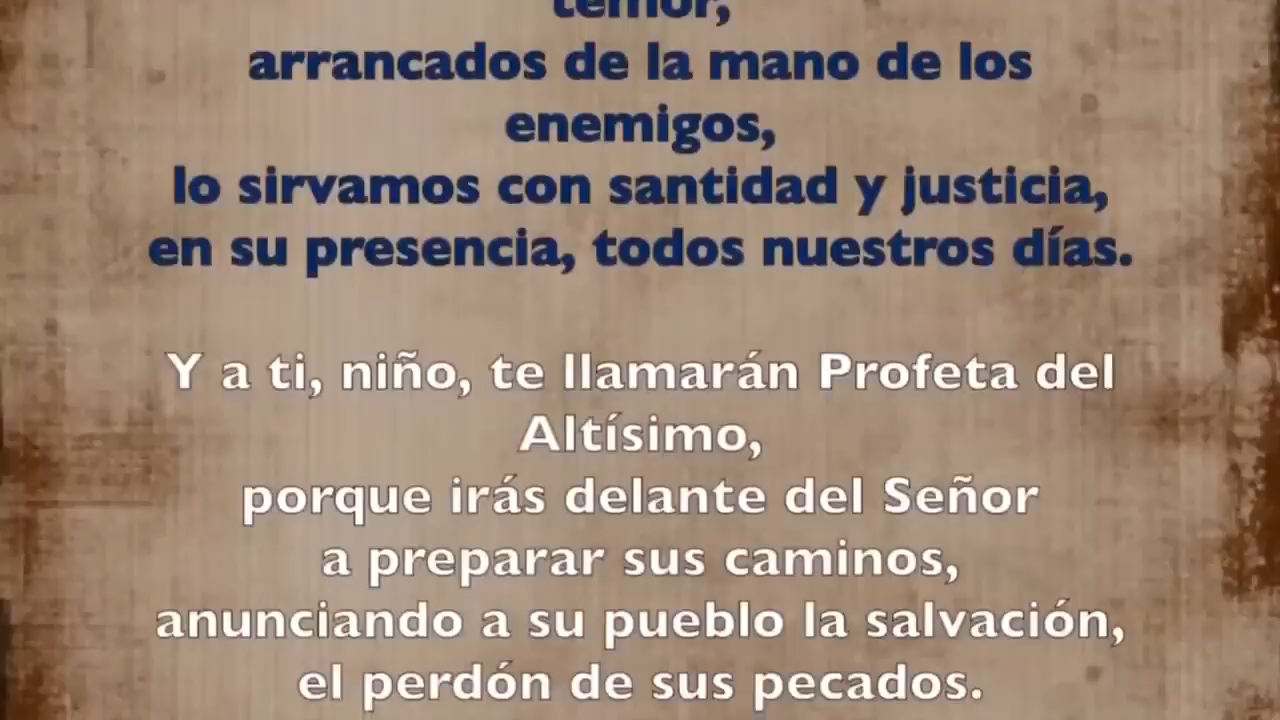 temor,
arrancados de la mano de los
enemigos,
lo sirvamos con santidad y justicia,
en su presencia, todos nuestros días.
Y a ti, niño, te llamarán Profeta del
Altísimo,
porque irás delante del Señor
a preparar sus caminos,
anunciando a su pueblo la salvación,
el perdón de sus pecados.